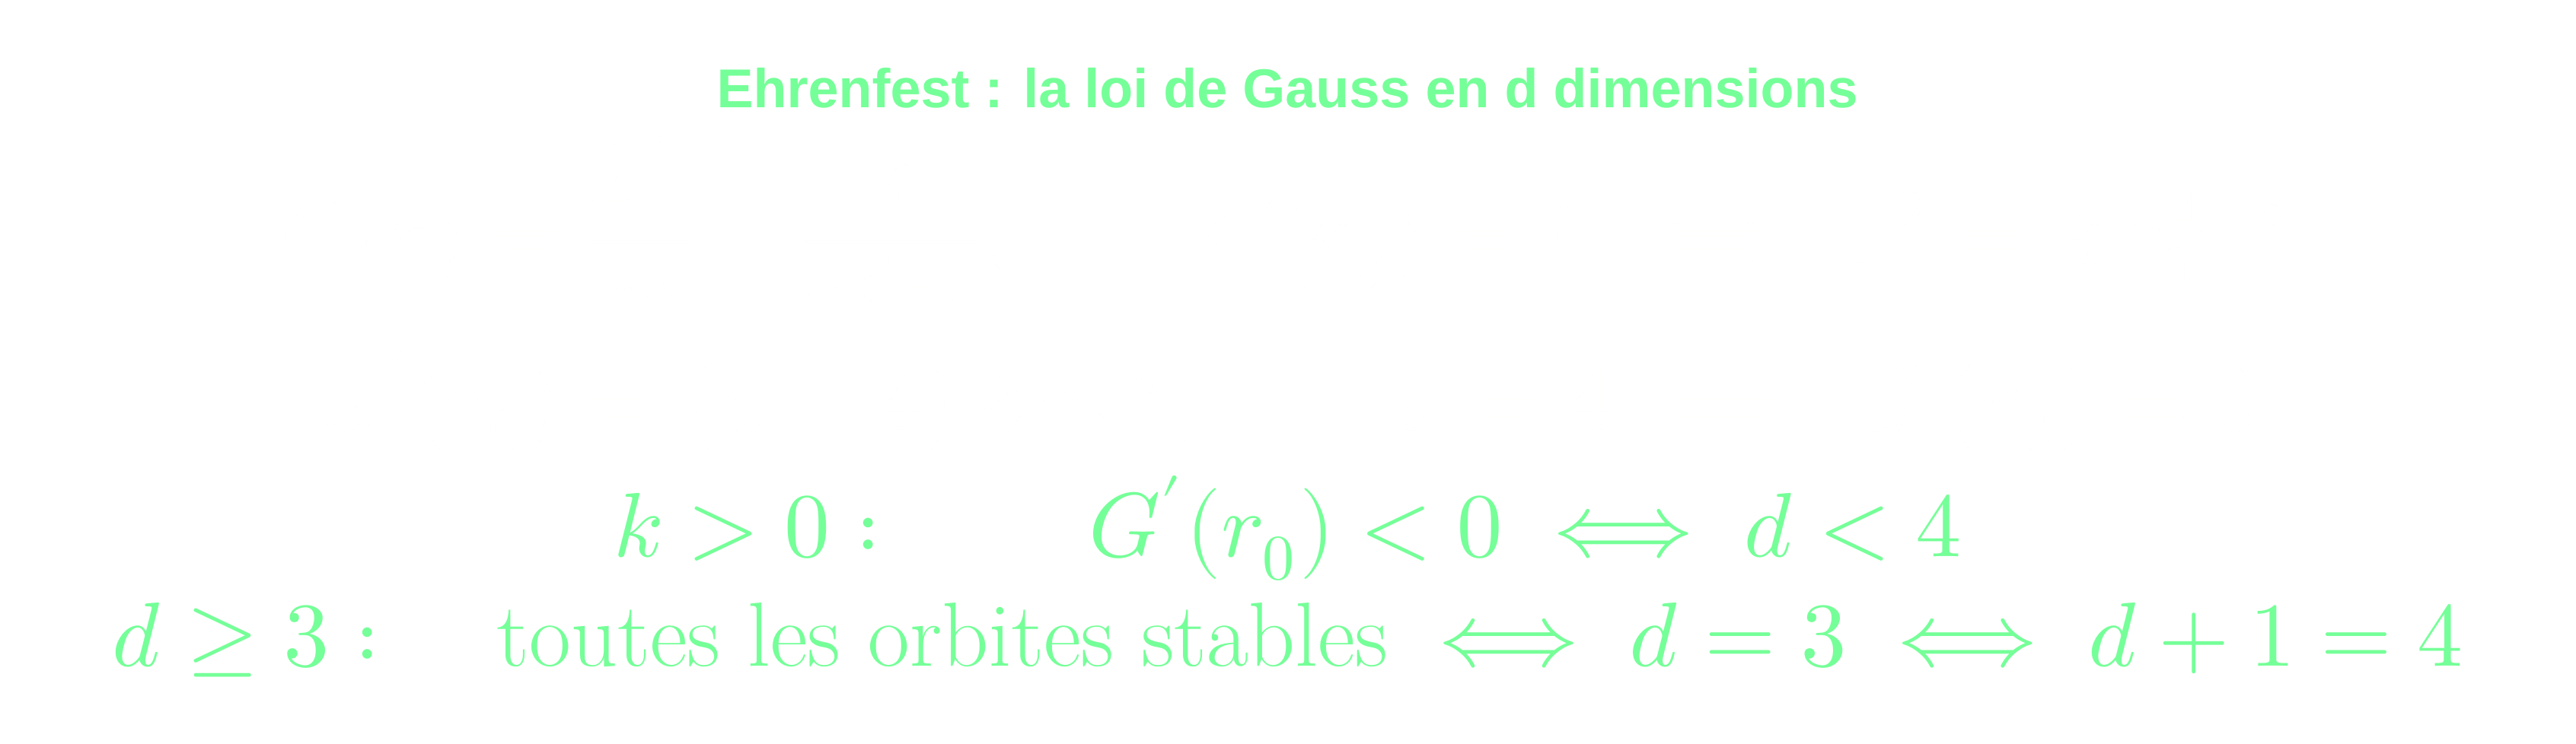 Ehrenfest : la loi de Gauss en d dimensions
k > 0 : G′(r₀) < 0 ⟺ d < 4
d ≥ 3 : toutes les orbites stables ⟺ d = 3 ⟺ d + 1 = 4